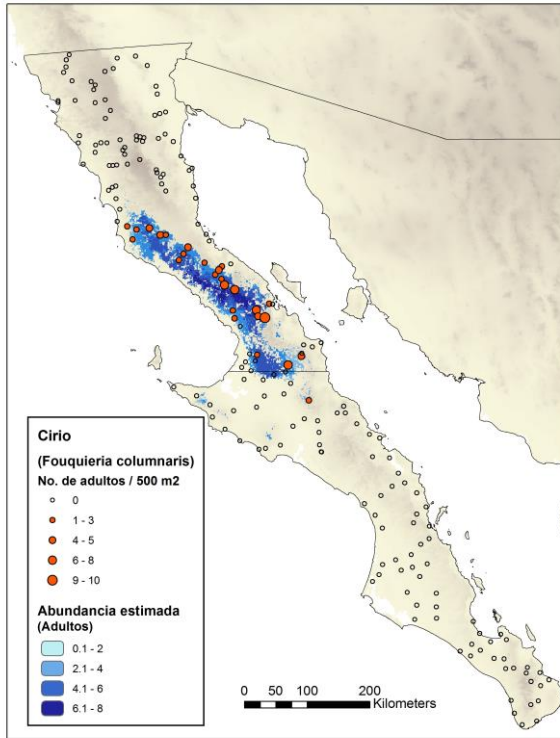 Cirio
(Fouquieria columnaris)
No. de adultos / 500 m2
0
1 - 3
4 - 5
6 - 8
9 - 10
Abundancia estimada
(Adultos)
0.1 - 2
2.1 - 4
4.1 - 6
6.1 - 8
0 50 100 200
Kilometers